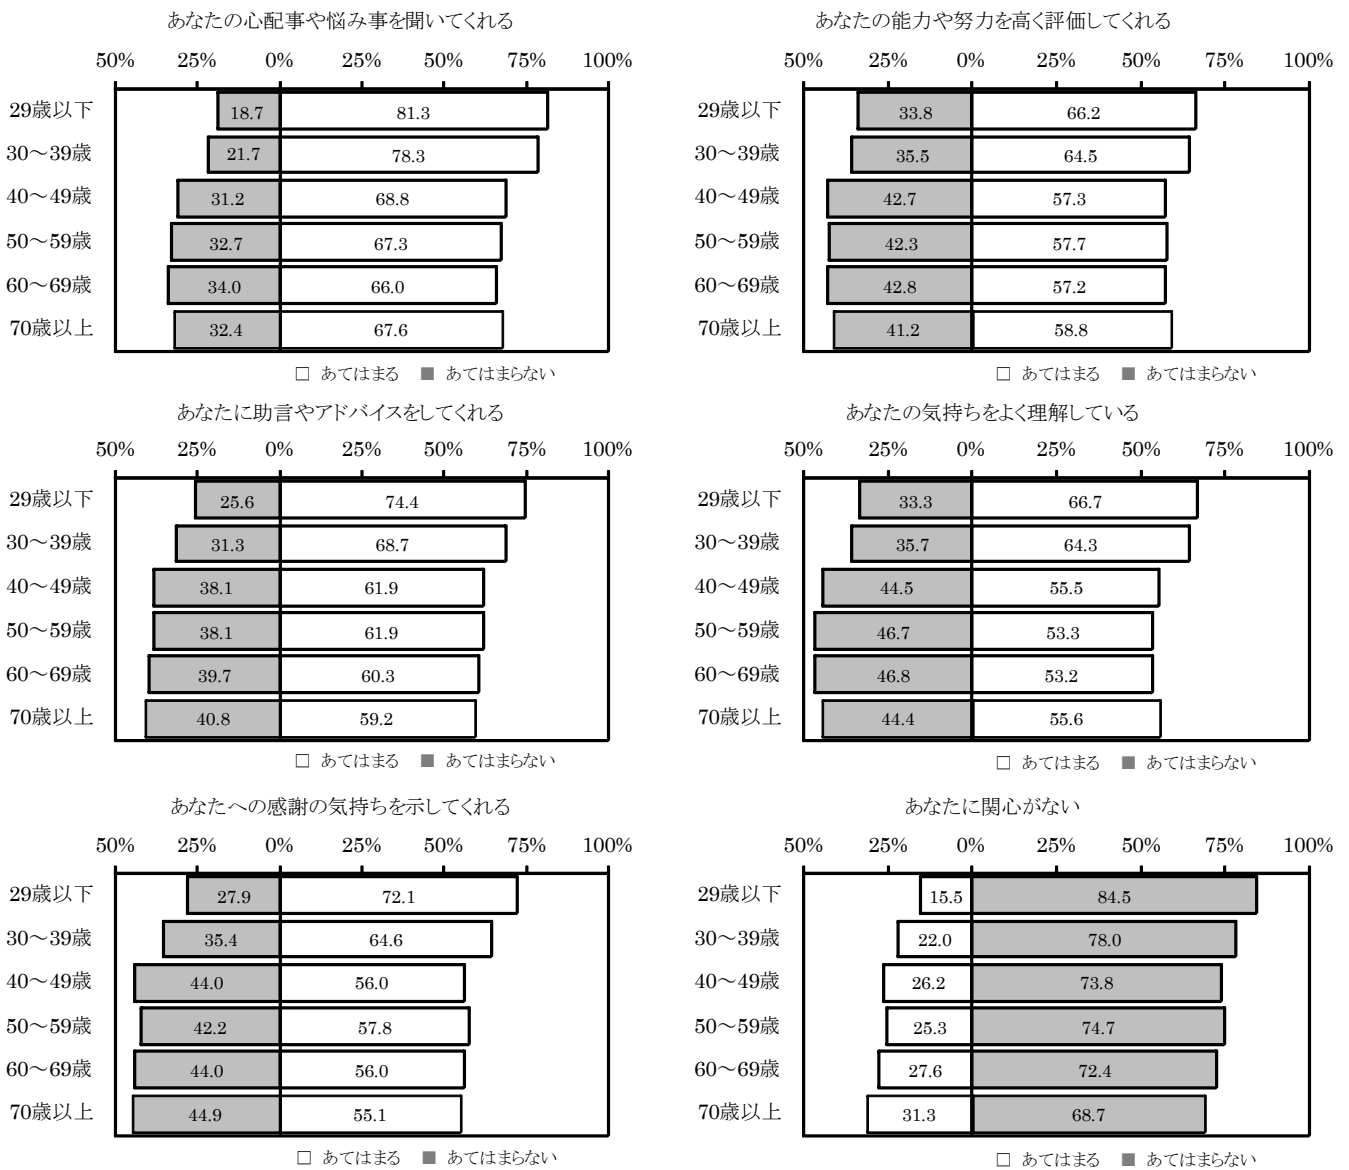 あなたの心配事や悩み事を聞いてくれる
50% 25% 0% 25% 50% 75% 100%
29歳以下 18.7 81.3
30～39歳 21.7 78.3
40～49歳 31.2 68.8
50～59歳 32.7 67.3
60～69歳 34.0 66.0
70歳以上 32.4 67.6
□ あてはまる ■ あてはまらない
あなたの能力や努力を高く評価してくれる
50% 25% 0% 25% 50% 75% 100%
29歳以下 33.8 66.2
30～39歳 35.5 64.5
40～49歳 42.7 57.3
50～59歳 42.3 57.7
60～69歳 42.8 57.2
70歳以上 41.2 58.8
□ あてはまる ■ あてはまらない
あなたに助言やアドバイスをしてくれる
50% 25% 0% 25% 50% 75% 100%
29歳以下 25.6 74.4
30～39歳 31.3 68.7
40～49歳 38.1 61.9
50～59歳 38.1 61.9
60～69歳 39.7 60.3
70歳以上 40.8 59.2
□ あてはまる ■ あてはまらない
あなたの気持ちをよく理解している
50% 25% 0% 25% 50% 75% 100%
29歳以下 33.3 66.7
30～39歳 35.7 64.3
40～49歳 44.5 55.5
50～59歳 46.7 53.3
60～69歳 46.8 53.2
70歳以上 44.4 55.6
□ あてはまる ■ あてはまらない
あなたへの感謝の気持ちを示してくれる
50% 25% 0% 25% 50% 75% 100%
29歳以下 27.9 72.1
30～39歳 35.4 64.6
40～49歳 44.0 56.0
50～59歳 42.2 57.8
60～69歳 44.0 56.0
70歳以上 44.9 55.1
□ あてはまる ■ あてはまらない
あなたに関心がない
50% 25% 0% 25% 50% 75% 100%
29歳以下 15.5 84.5
30～39歳 22.0 78.0
40～49歳 26.2 73.8
50～59歳 25.3 74.7
60～69歳 27.6 72.4
70歳以上 31.3 68.7
□ あてはまる ■ あてはまらない